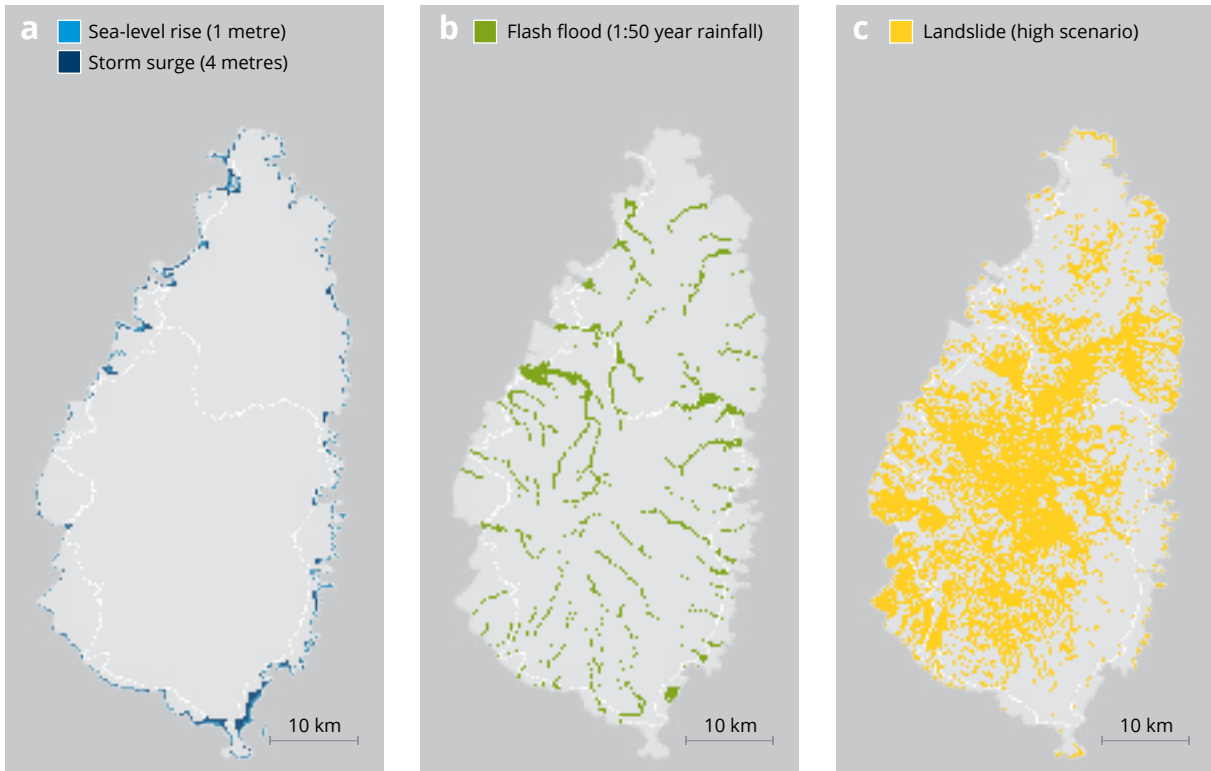 a
Sea-level rise (1 metre)
Storm surge (4 metres)
10 km
b
Flash flood (1:50 year rainfall)
10 km
c
Landslide (high scenario)
10 km